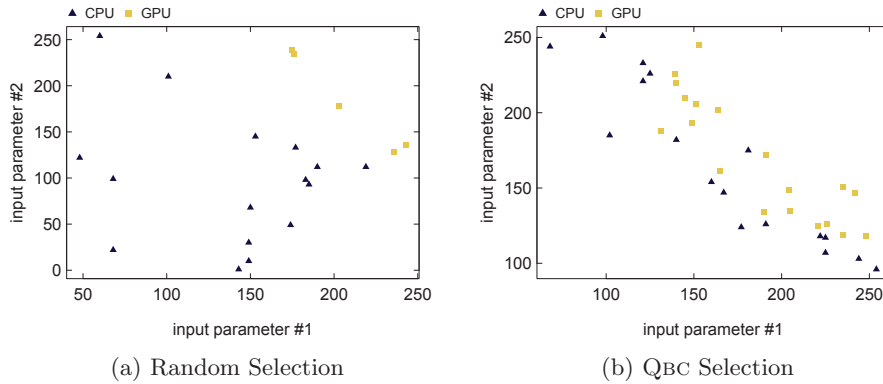 CPU GPU
250
200
150
100
50
0
input parameter #2
50 100 150 200 250
input parameter #1
(a) Random Selection
CPU GPU
250
200
150
100
input parameter #2
100 150 200 250
input parameter #1
(b) QBC Selection